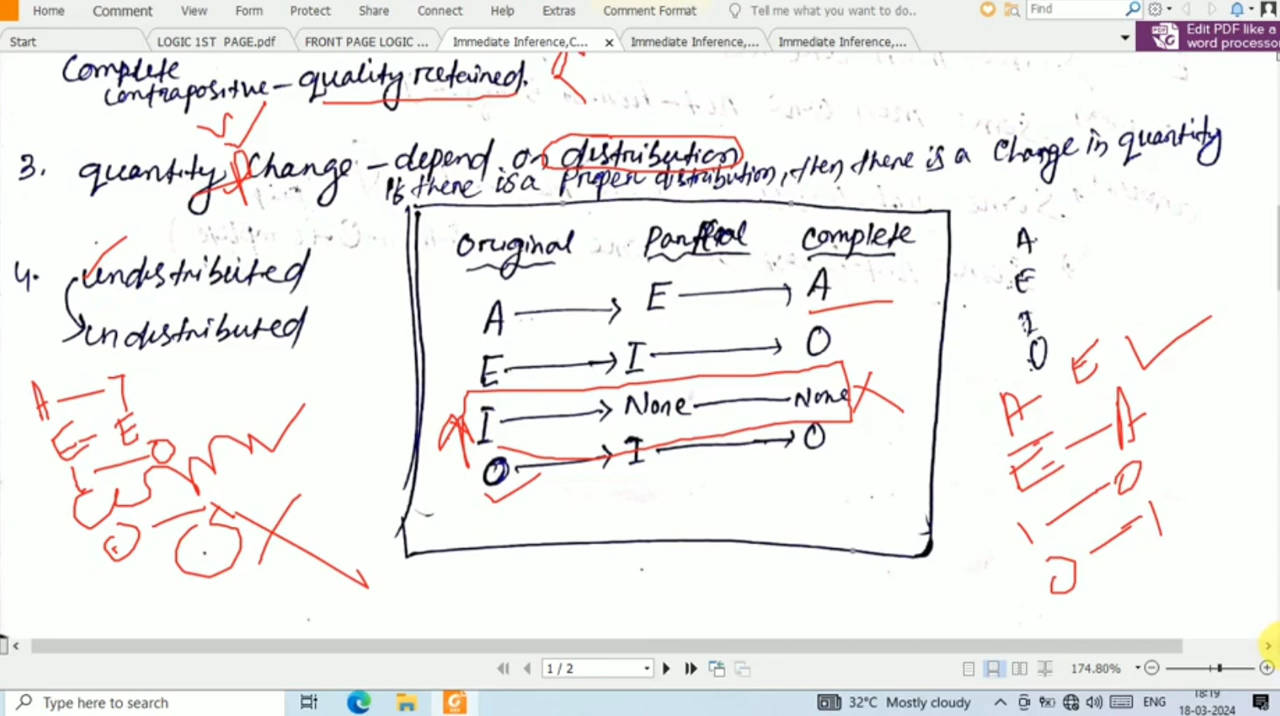 Home Comment View Form Protect Share Connect Help Extras Comment Format Tell me what you want to do.. Find
Start LOGIC 1ST PAGE.pdf FRONT PAGE LOGIC ... Immediate Inference,C... × Immediate Inference,... Immediate Inference,... Edit PDF like a
word processor
Complete
contrapositive – quality retained.
3. quantity Change – depend on distribution
If there is a Proper distribution, then there is a change in quantity
Original Partial Complete
4. undistributed
undistributed
A → E → A
E → I → O
I → None — None
O → I → O
A
E
I
O
A — I
E – E
I — O
O — O
A E
E – A
I – O
O – I
1 / 2 174.80%
Type here to search 32°C Mostly cloudy ENG 18:19
18-03-2024